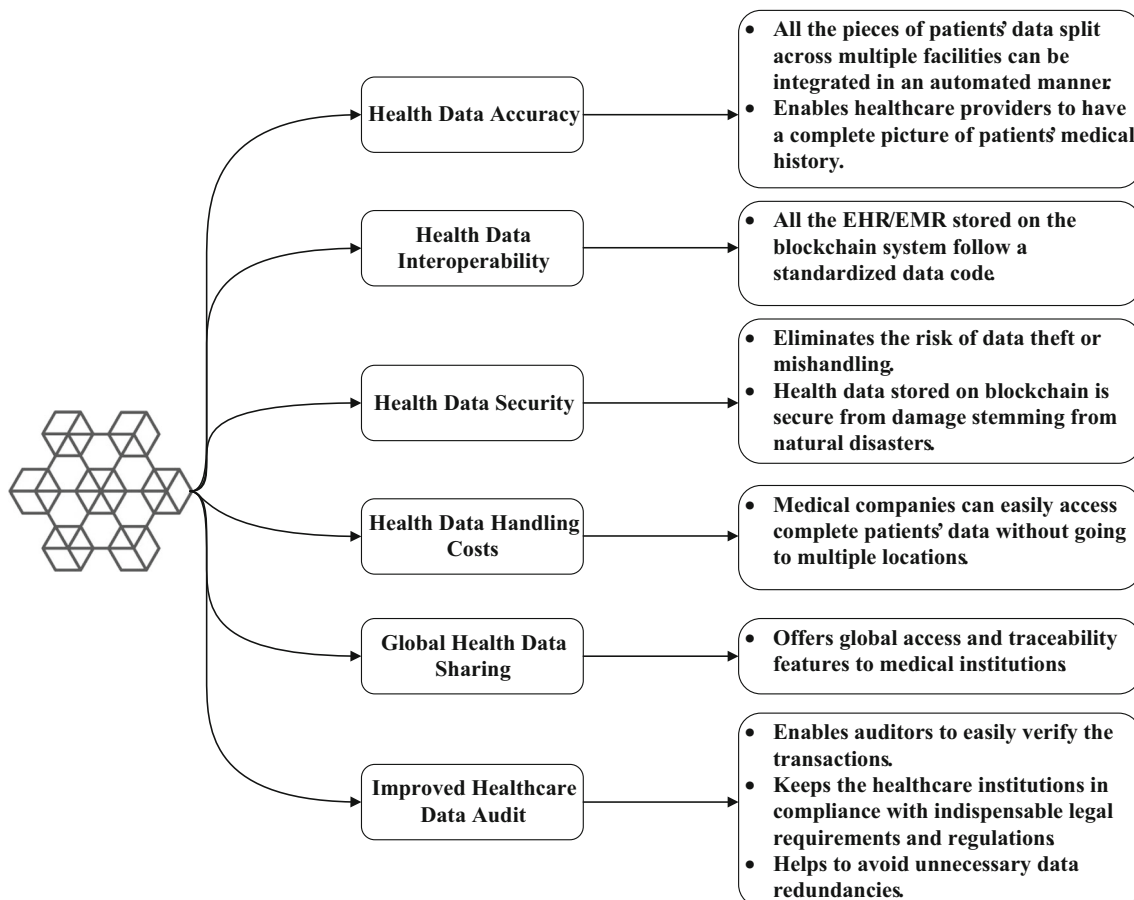 Health Data Accuracy
• All the pieces of patients' data split
across multiple facilities can be
integrated in an automated manner.
• Enables healthcare providers to have
a complete picture of patients' medical
history.
Health Data
Interoperability
• All the EHR/EMR stored on the
blockchain system follow a
standardized data code.
Health Data Security
• Eliminates the risk of data theft or
mishandling.
• Health data stored on blockchain is
secure from damage stemming from
natural disasters.
Health Data Handling
Costs
• Medical companies can easily access
complete patients' data without going
to multiple locations.
Global Health Data
Sharing
• Offers global access and traceability
features to medical institutions.
Improved Healthcare
Data Audit
• Enables auditors to easily verify the
transactions.
• Keeps the healthcare institutions in
compliance with indispensable legal
requirements and regulations.
• Helps to avoid unnecessary data
redundancies.